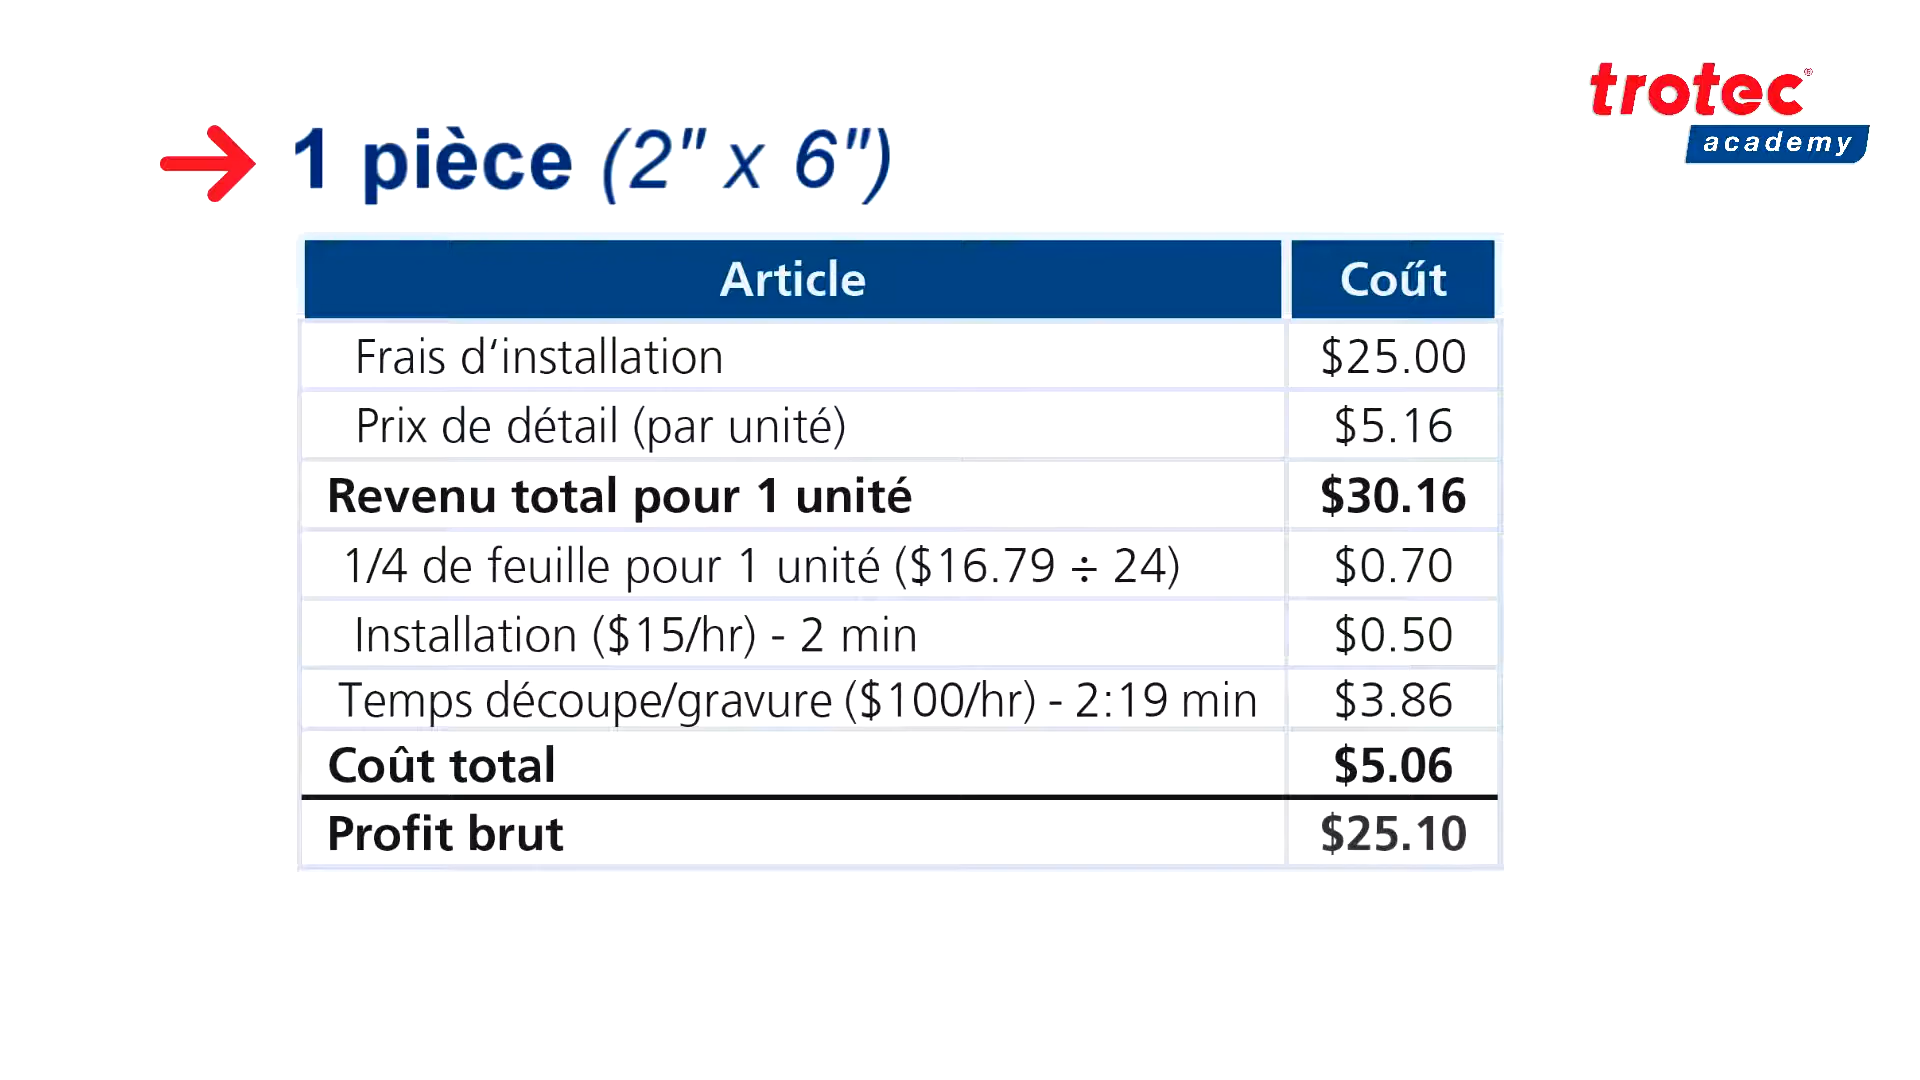 trotec®
academy
1 pièce (2" x 6")
Article Coűt
Frais d‘installation $25.00
Prix de détail (par unité) $5.16
Revenu total pour 1 unité $30.16
1/4 de feuille pour 1 unité ($16.79 ÷ 24) $0.70
Installation ($15/hr) - 2 min $0.50
Temps découpe/gravure ($100/hr) - 2:19 min $3.86
Coût total $5.06
Profit brut $25.10